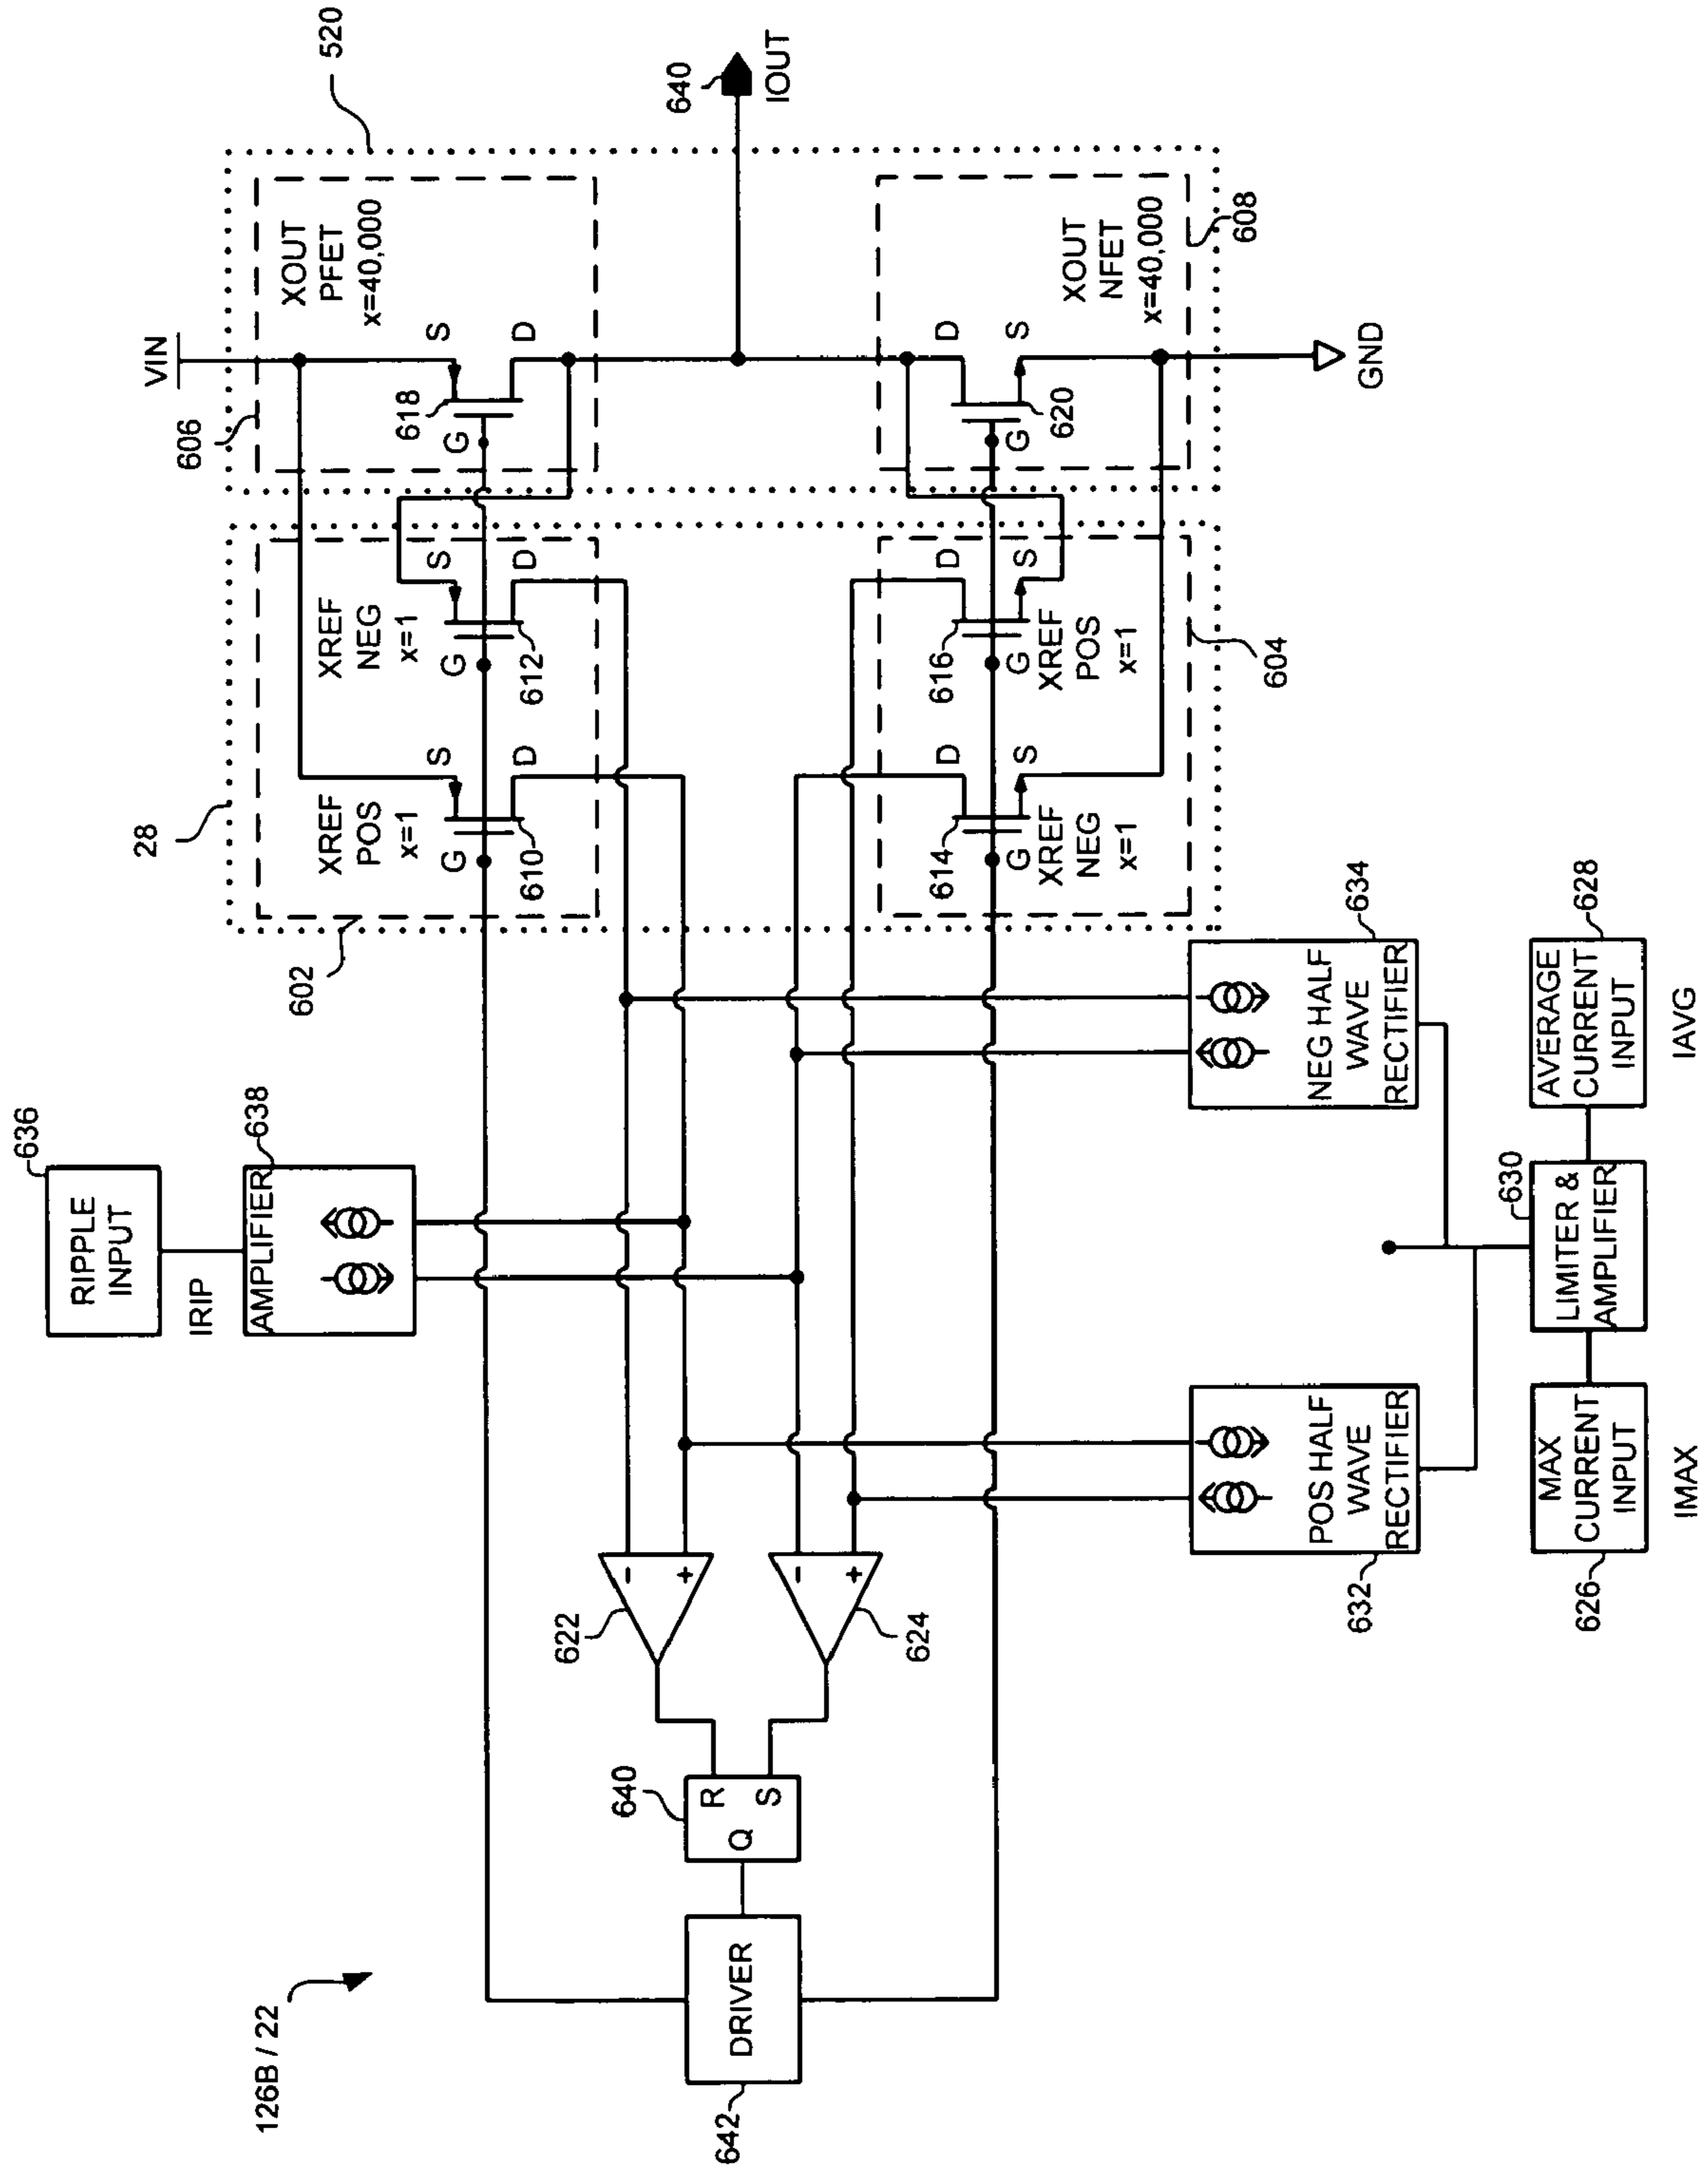 126B / 22
642
DRIVER
640
Q
R
S
622
-
+
624
-
+
636
RIPPLE
INPUT
IRIP
638
AMPLIFIER
632
POS HALF
WAVE
RECTIFIER
634
NEG HALF
WAVE
RECTIFIER
626
MAX
CURRENT
INPUT
IMAX
630
LIMITER &
AMPLIFIER
628
AVERAGE
CURRENT
INPUT
IAVG
28
602
XREF
POS
x=1
G
S
D
610
XREF
NEG
x=1
G
S
D
612
614
D
S
G
XREF
NEG
x=1
616
D
S
G
XREF
POS
x=1
604
VIN
520
606
XOUT
PFET
x=40,000
618
G
S
D
640
IOUT
XOUT
NFET
x=40,000
608
D
S
G
620
GND